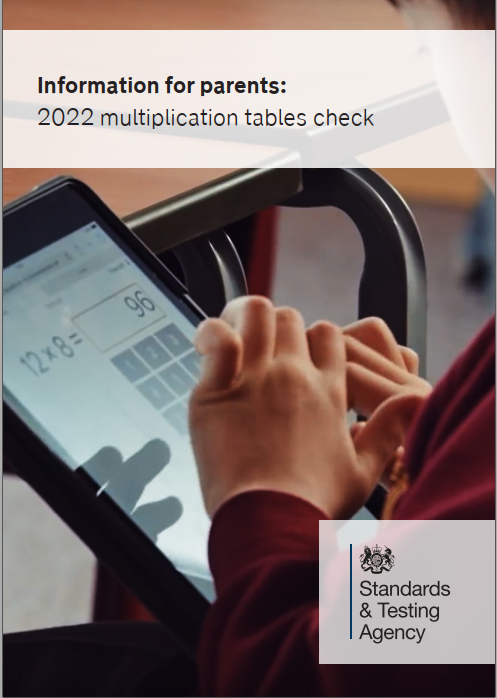 Information for parents:
2022 multiplication tables check
96
12×8=
Standards
& Testing
Agency